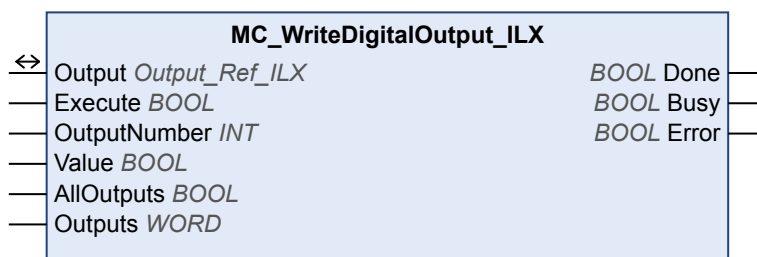 MC_WriteDigitalOutput_ILX
Output Output_Ref_ILX BOOL Done
Execute BOOL BOOL Busy
OutputNumber INT BOOL Error
Value BOOL
AllOutputs BOOL
Outputs WORD